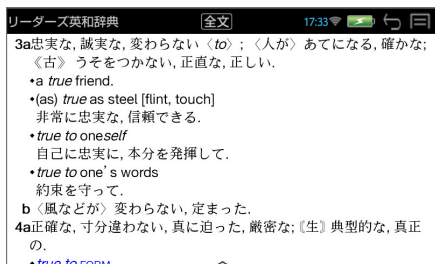 リーダーズ英和辞典 全文 17:33
3a忠実な, 誠実な, 変わらない〈to〉; 〈人が〉あてになる, 確かな;
《古》 うそをつかない, 正直な, 正しい.
◆a true friend.
◆(as) true as steel [flint, touch]
非常に忠実な, 信頼できる.
◆true to oneself
自己に忠実に, 本分を発揮して.
◆true to one's words
約束を守って.
b〈風などが〉変わらない, 定まった.
4a正確な, 寸分違わない, 真に迫った, 厳密な;〘生〙典型的な, 真正
の.
◆true to FORM